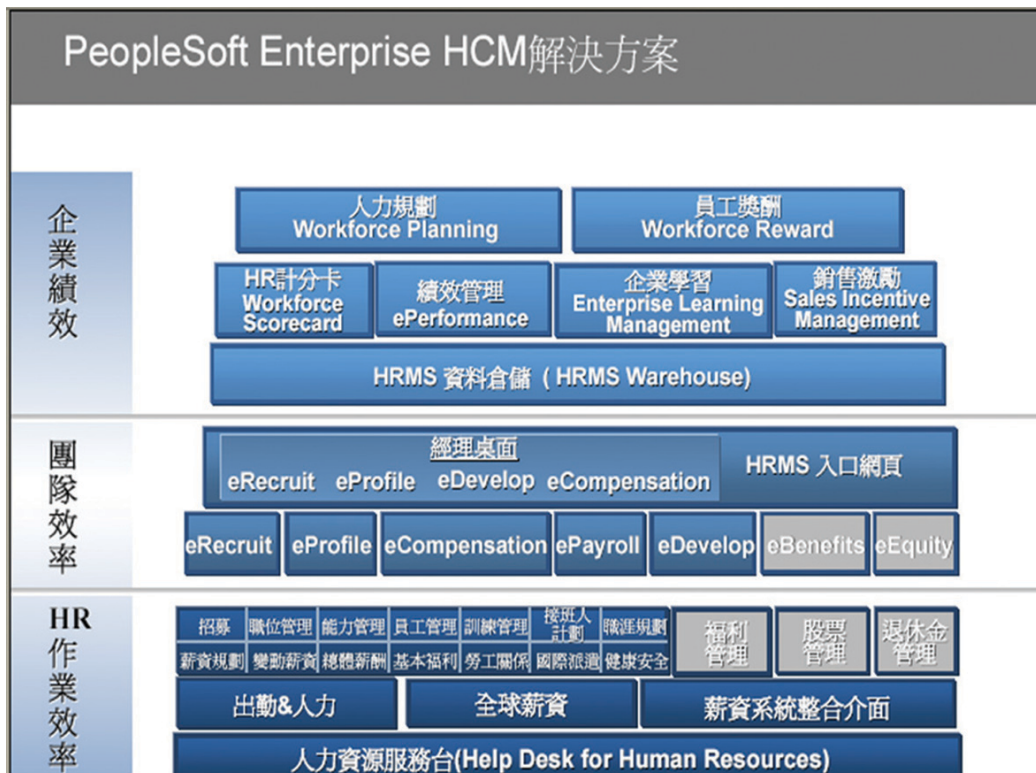 PeopleSoft Enterprise HCM解決方案
企業績效
人力規劃
Workforce Planning
員工獎酬
Workforce Reward
HR計分卡
Workforce
Scorecard
績效管理
ePerformance
企業學習
Enterprise Learning
Management
銷售激勵
Sales Incentive
Management
HRMS 資料倉儲 ( HRMS Warehouse)
團隊效率
經理桌面
eRecruit eProfile eDevelop eCompensation
HRMS 入口網頁
eRecruit eProfile eCompensation ePayroll eDevelop eBenefits eEquity
HR
作業效率
招募 職位管理 能力管理 員工管理 訓練管理 接班人計劃 職涯規劃
薪資規劃 變動薪資 總體薪酬 基本福利 勞工關係 國際派遣 健康安全
福利
管理
股票
管理
退休金
管理
出勤&人力 全球薪資 薪資系統整合介面
人力資源服務台(Help Desk for Human Resources)